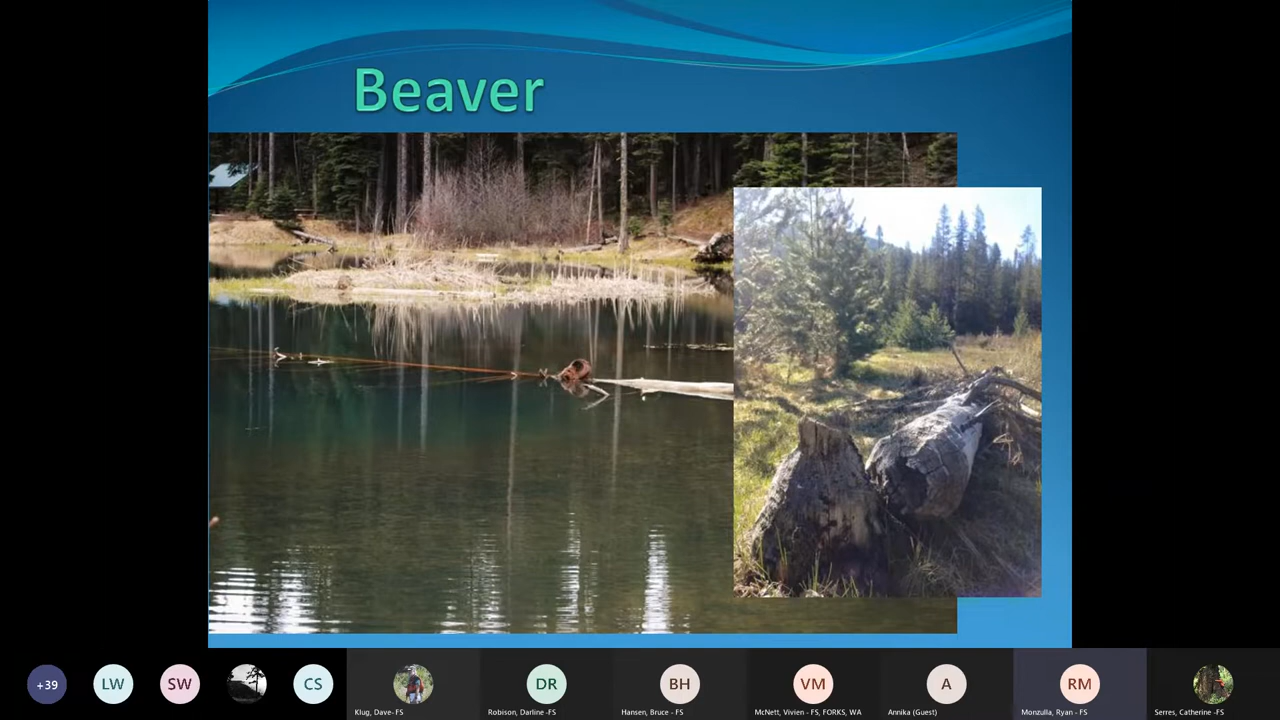 Beaver
+39
LW
SW
CS
Klug, Dave- FS
DR
Robison, Darline -FS
BH
Hansen, Bruce - FS
VM
McNett, Vivien - FS, FORKS, WA
A
Annika (Guest)
RM
Monzulla, Ryan - FS
Serres, Catherine -FS